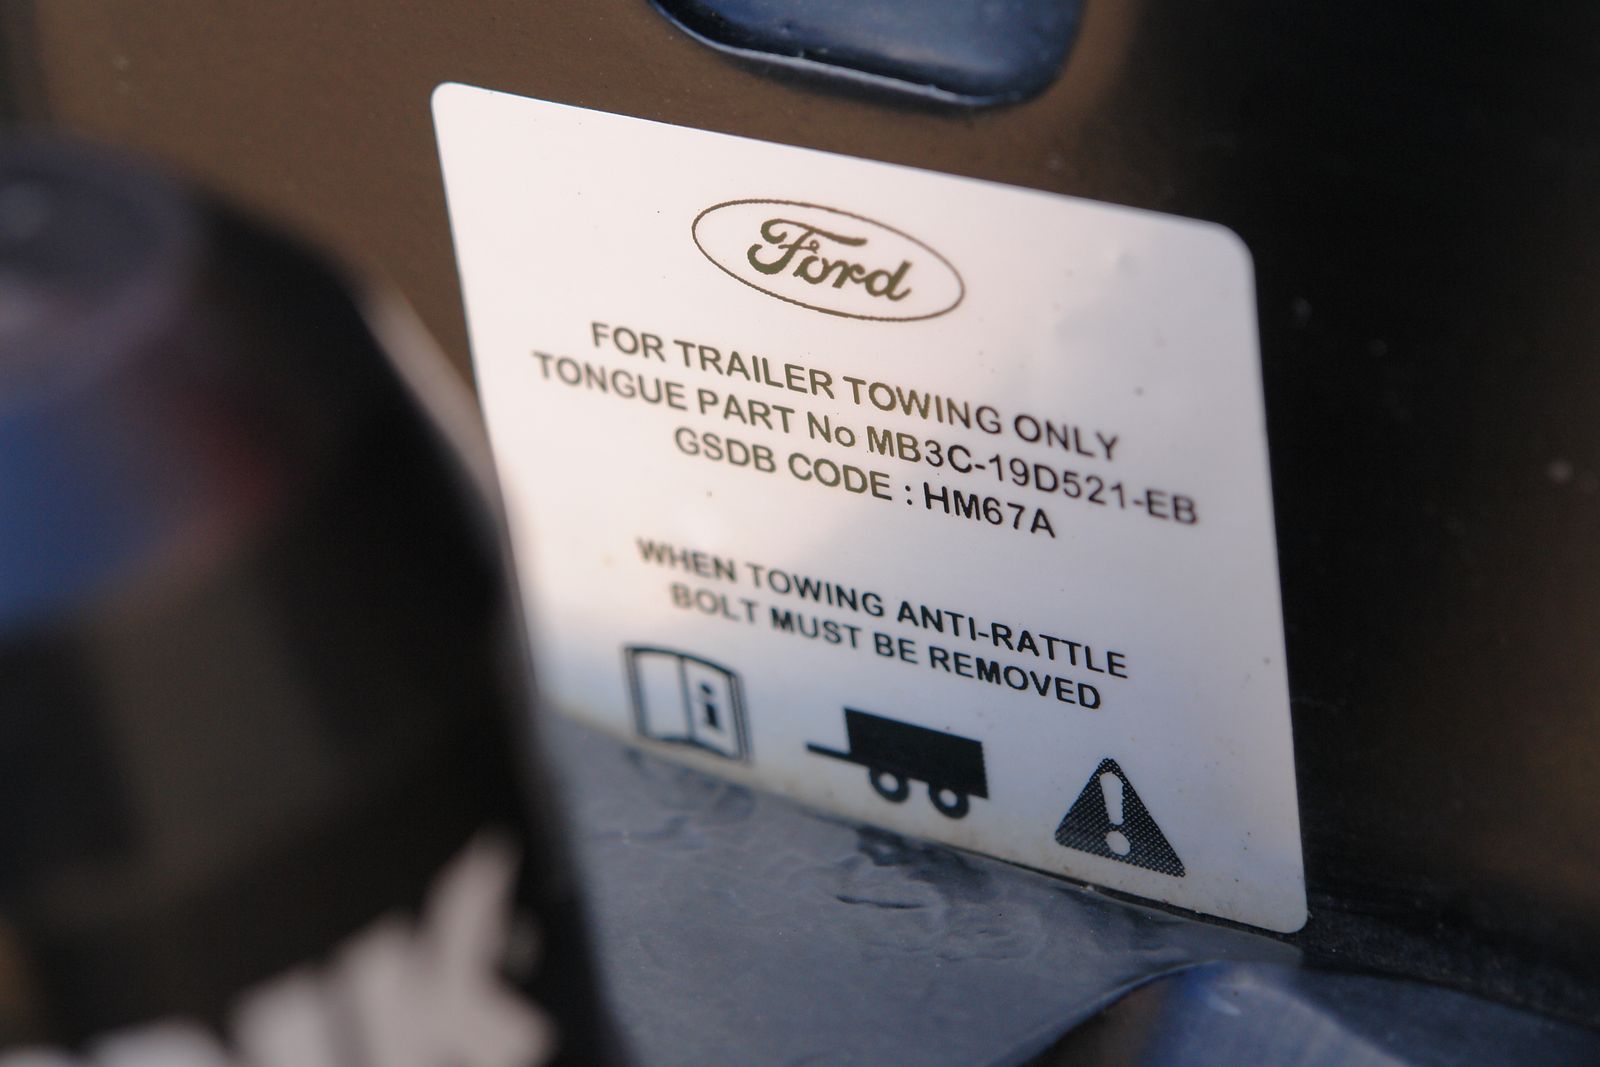 Ford
FOR TRAILER TOWING ONLY
TONGUE PART No MB3C-19D521-EB
GSDB CODE : HM67A
WHEN TOWING ANTI-RATTLE
BOLT MUST BE REMOVED